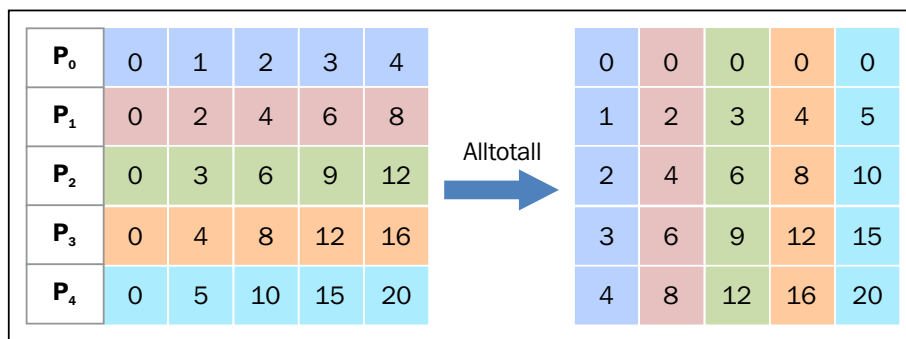 P₀ 0 1 2 3 4 0 0 0 0 0
P₁ 0 2 4 6 8 1 2 3 4 5
Alltotall
P₂ 0 3 6 9 12 2 4 6 8 10
P₃ 0 4 8 12 16 3 6 9 12 15
P₄ 0 5 10 15 20 4 8 12 16 20